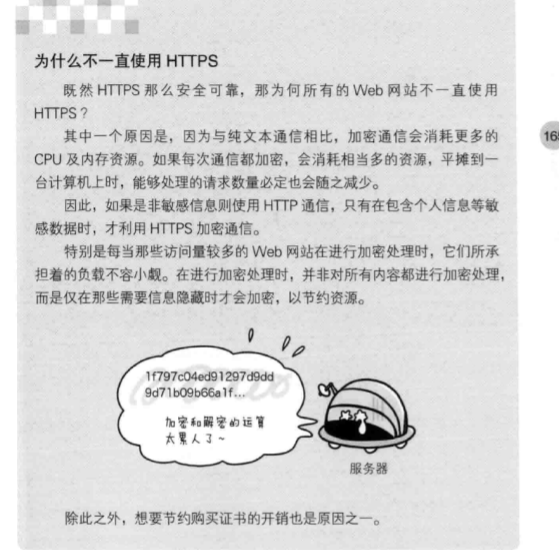 为什么不一直使用 HTTPS
既然 HTTPS 那么安全可靠，那为何所有的 Web 网站不一直使用
HTTPS？
其中一个原因是，因为与纯文本通信相比，加密通信会消耗更多的
CPU 及内存资源。如果每次通信都加密，会消耗相当多的资源，平摊到一
台计算机上时，能够处理的请求数量必定也会随之减少。
因此，如果是非敏感信息则使用 HTTP 通信，只有在包含个人信息等敏
感数据时，才利用 HTTPS 加密通信。
特别是每当那些访问量较多的 Web 网站在进行加密处理时，它们所承
担着的负载不容小觑。在进行加密处理时，并非对所有内容都进行加密处理，
而是仅在那些需要信息隐藏时才会加密，以节约资源。
1f797c04ed91297d9dd
9d71b09b66a1f...
加密和解密的运算
太累人了～
服务器
除此之外，想要节约购买证书的开销也是原因之一。